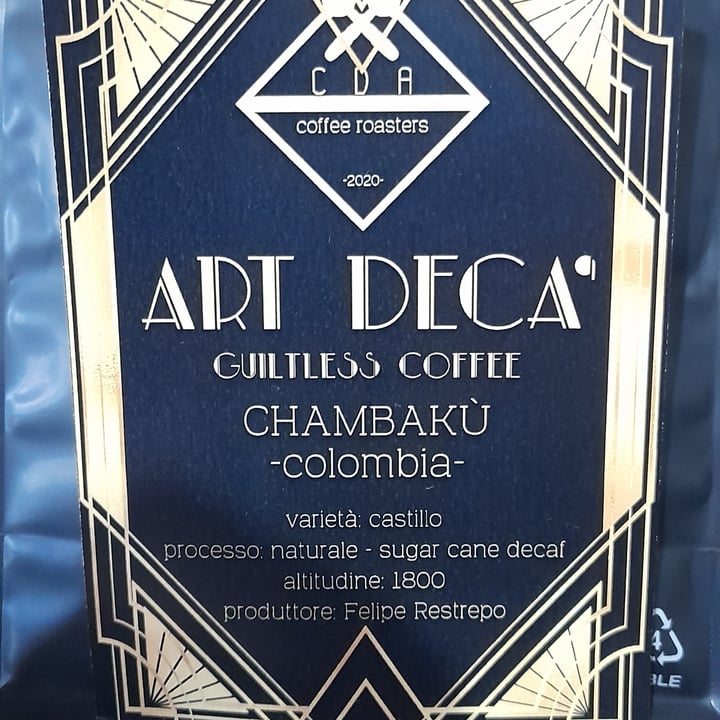 CDA
coffee roasters
-2020-
ART DECA'
GUILTLESS COFFEE
CHAMBAKÙ
-colombia-
varietà: castillo
processo: naturale - sugar cane decaf
altitudine: 1800
produttore: Felipe Restrepo